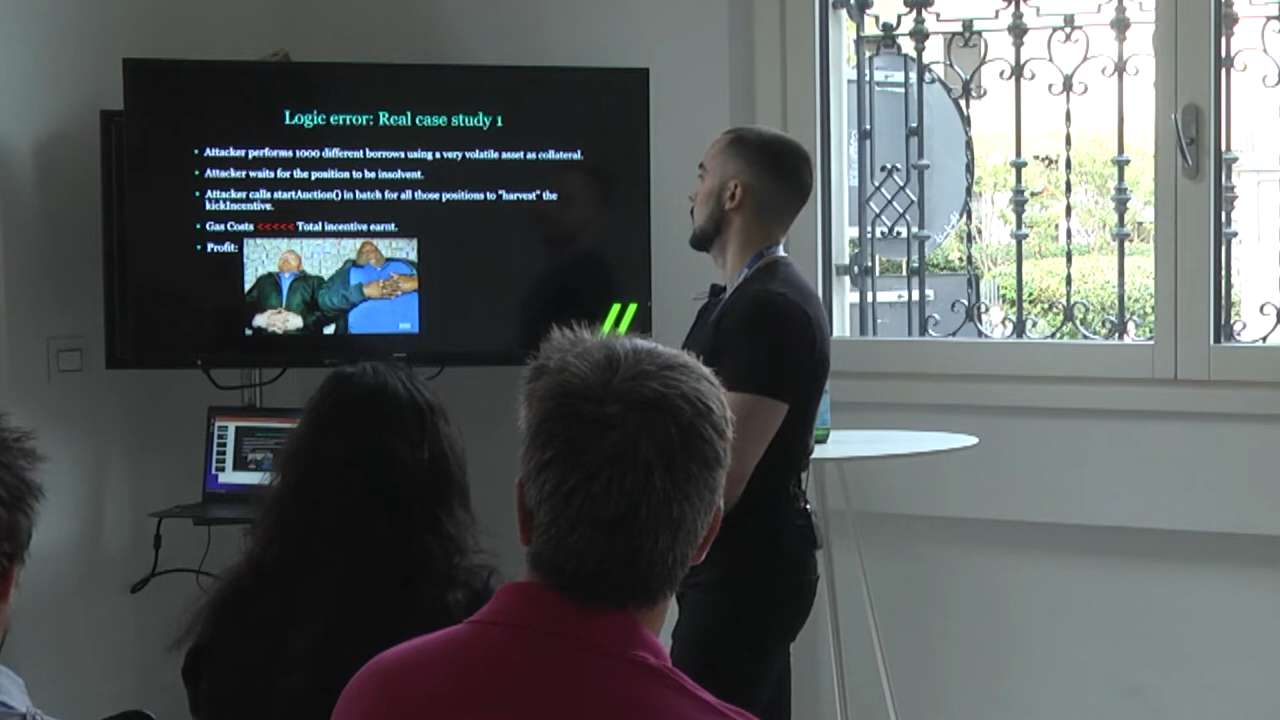 Logic error: Real case study 1
• Attacker performs 1000 different borrows using a very volatile asset as collateral.
• Attacker waits for the position to be insolvent.
• Attacker calls startAuction() in batch for all those positions to "harvest" the
kickIncentive.
• Gas Costs <<<<< Total incentive earnt.
• Profit: